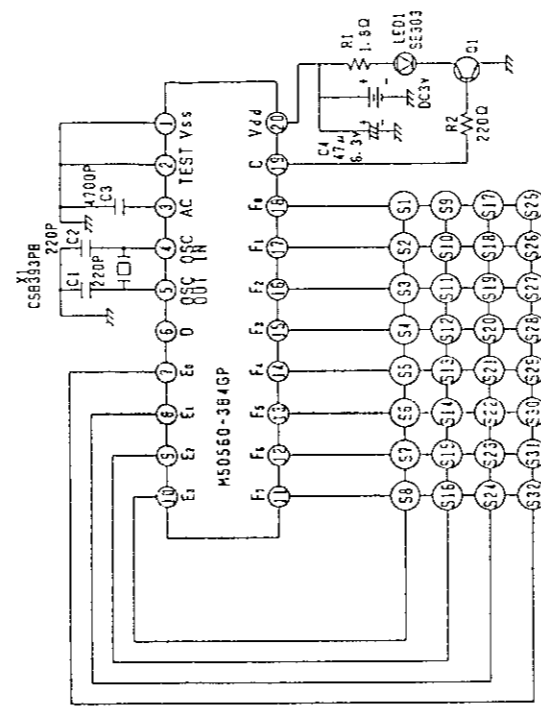 X1
CSB393PB
220P
C1
C2
220P
4700P
C3
10
9
8
7
6
5
4
3
2
1
E3
E2
E1
E0
D
OSC
OUT
OSC
IN
AC
TEST
Vss
M50560-384GP
F7
F6
F5
F4
F3
F2
F1
F0
C
Vdd
11
12
13
14
15
16
17
18
19
20
C4
47μ
6.3v
+
+
-
DC3v
R1
1.8Ω
LED1
SE303
Q1
R2
220Ω
S8
S7
S6
S5
S4
S3
S2
S1
S16
S15
S14
S13
S12
S11
S10
S9
S24
S23
S22
S21
S20
S19
S18
S17
S32
S31
S30
S29
S28
S27
S26
S25